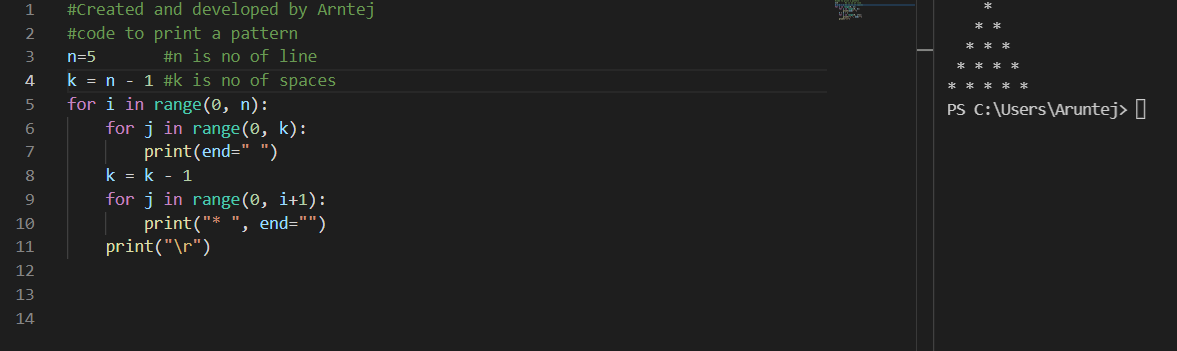 1 #Created and developed by Arntej
2 #code to print a pattern
3 n=5       #n is no of line
4 k = n - 1 #k is no of spaces
5 for i in range(0, n):
6     for j in range(0, k):
7         print(end=" ")
8     k = k - 1
9     for j in range(0, i+1):
10         print("* ", end="")
11     print("\r")
12
13
14
    *
   * *
  * * *
 * * * *
* * * * *
PS C:\Users\Aruntej>